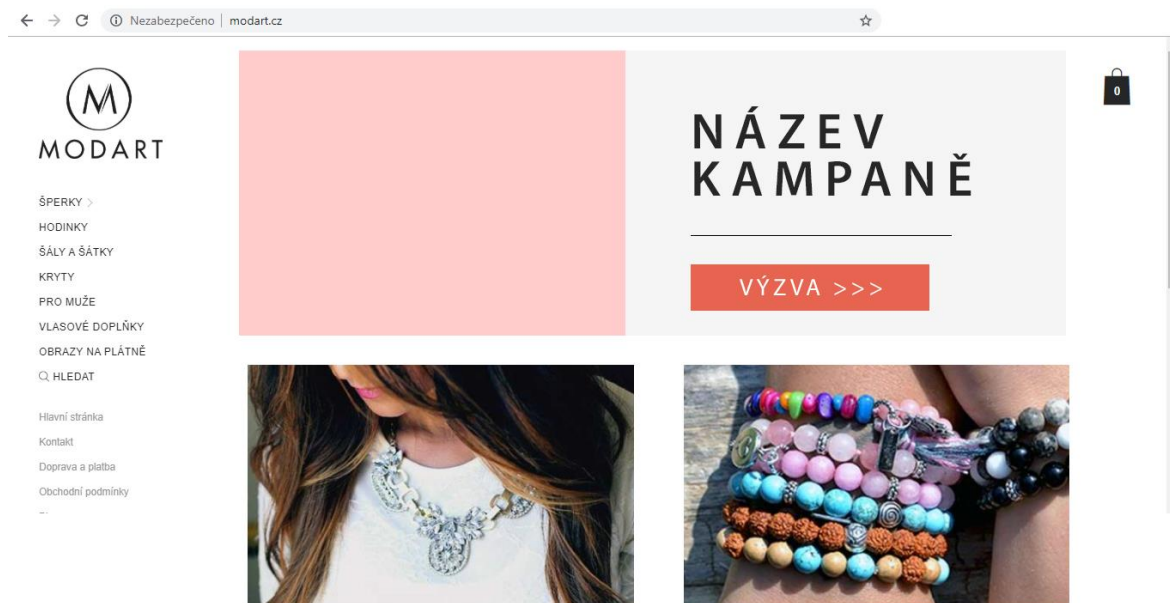 Nezabezpečeno | modart.cz
M
MODART
ŠPERKY >
HODINKY
ŠÁLY A ŠÁTKY
KRYTY
PRO MUŽE
VLASOVÉ DOPLŇKY
OBRAZY NA PLÁTNĚ
HLEDAT
Hlavní stránka
Kontakt
Doprava a platba
Obchodní podmínky
NÁZEV
KAMPANĚ
VÝZVA >>>
0